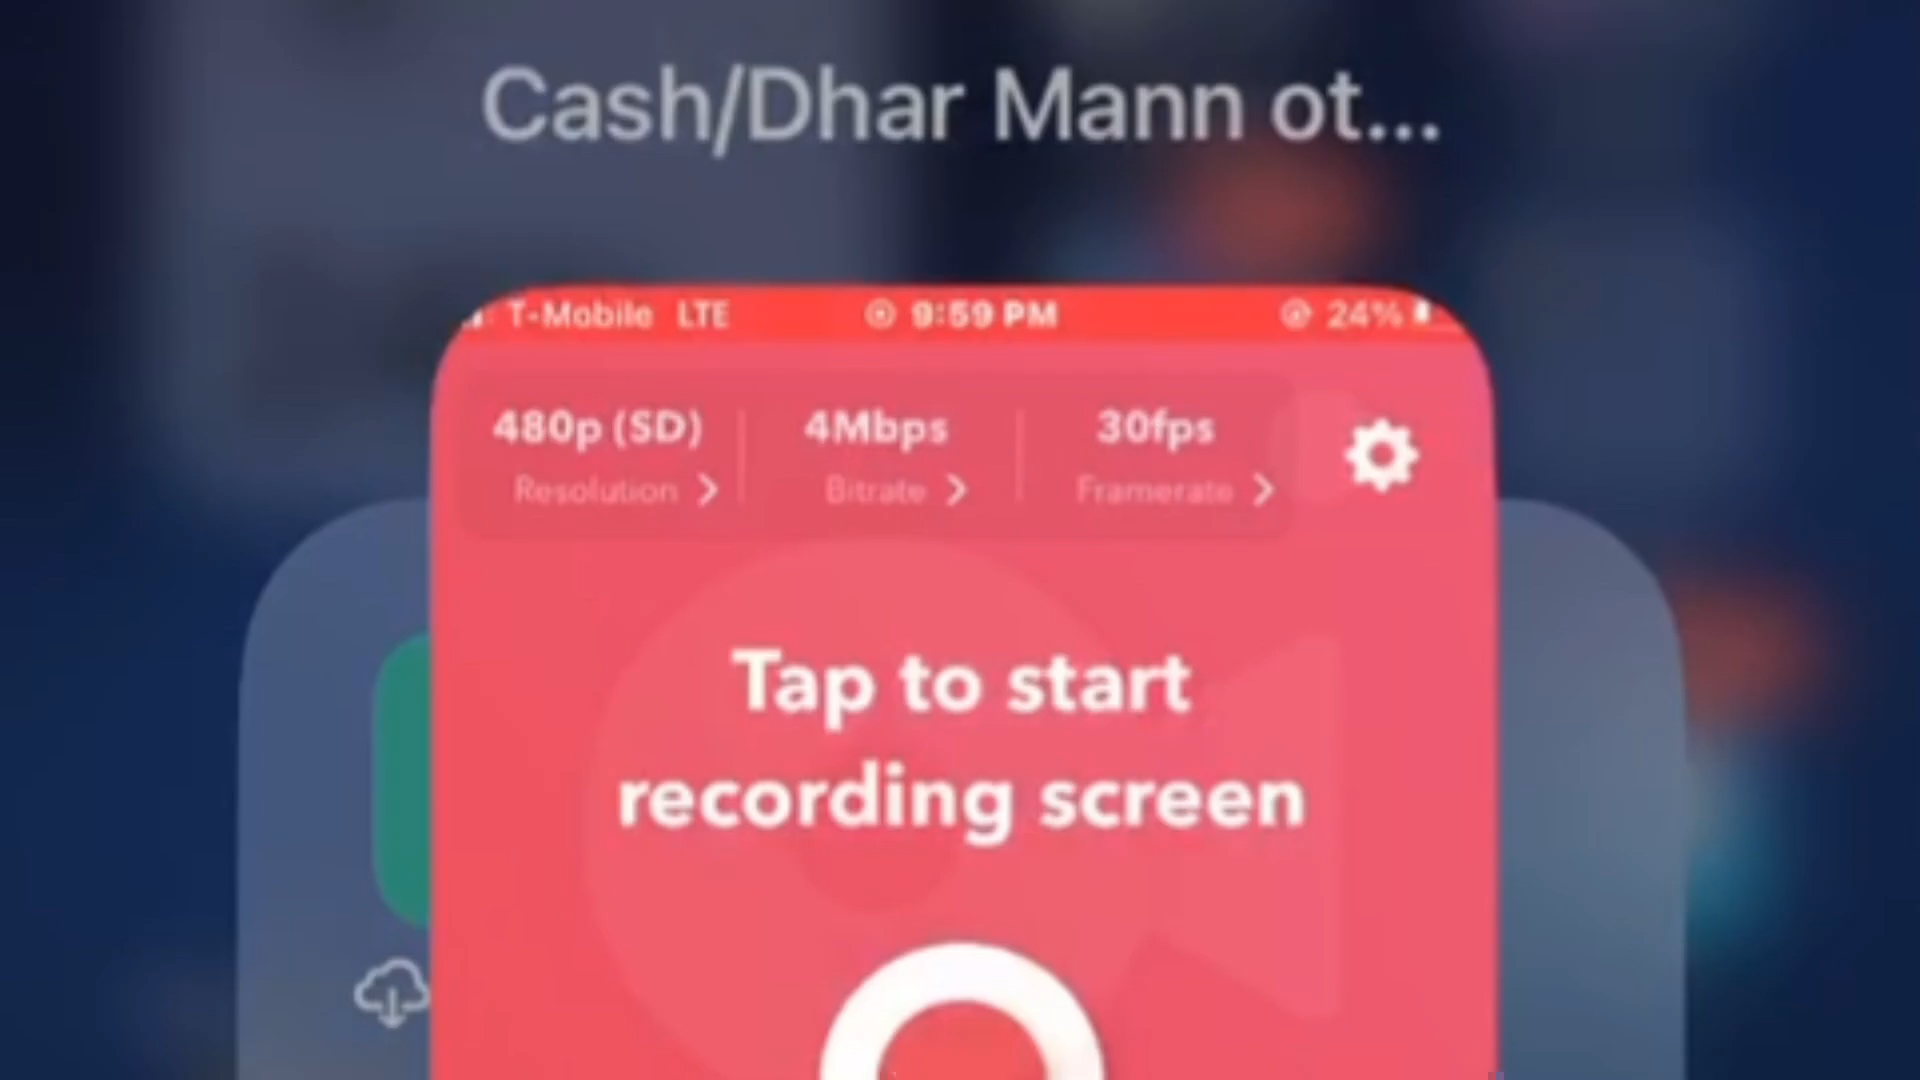 Cash/Dhar Mann ot...
T-Mobile LTE 9:59 PM 24%
480p (SD) 4Mbps 30fps
Resolution Bitrate Framerate
Tap to start
recording screen